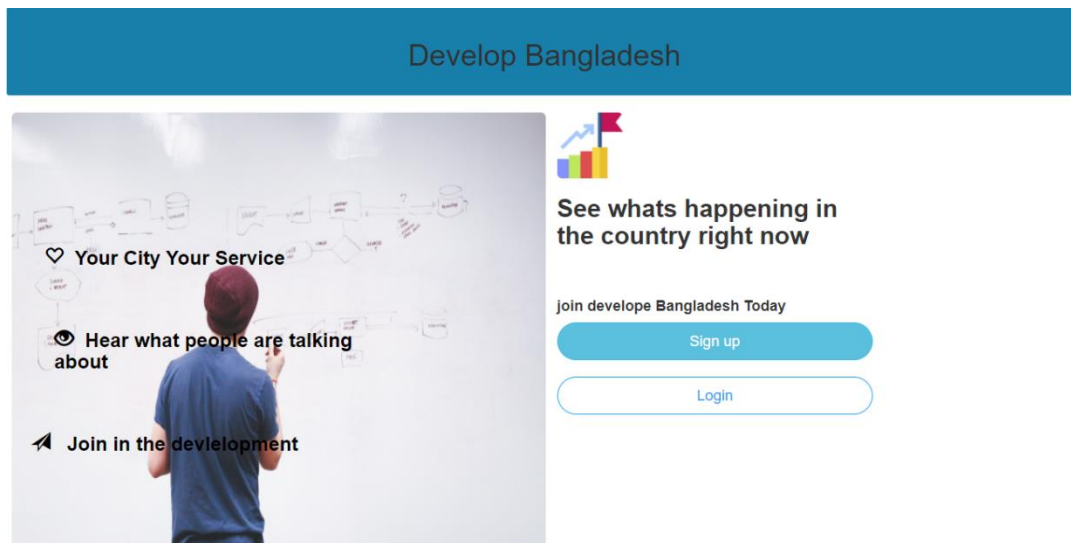 Develop Bangladesh
Your City Your Service
Hear what people are talking
about
Join in the devlelopment
See whats happening in
the country right now
join develope Bangladesh Today
Sign up
Login